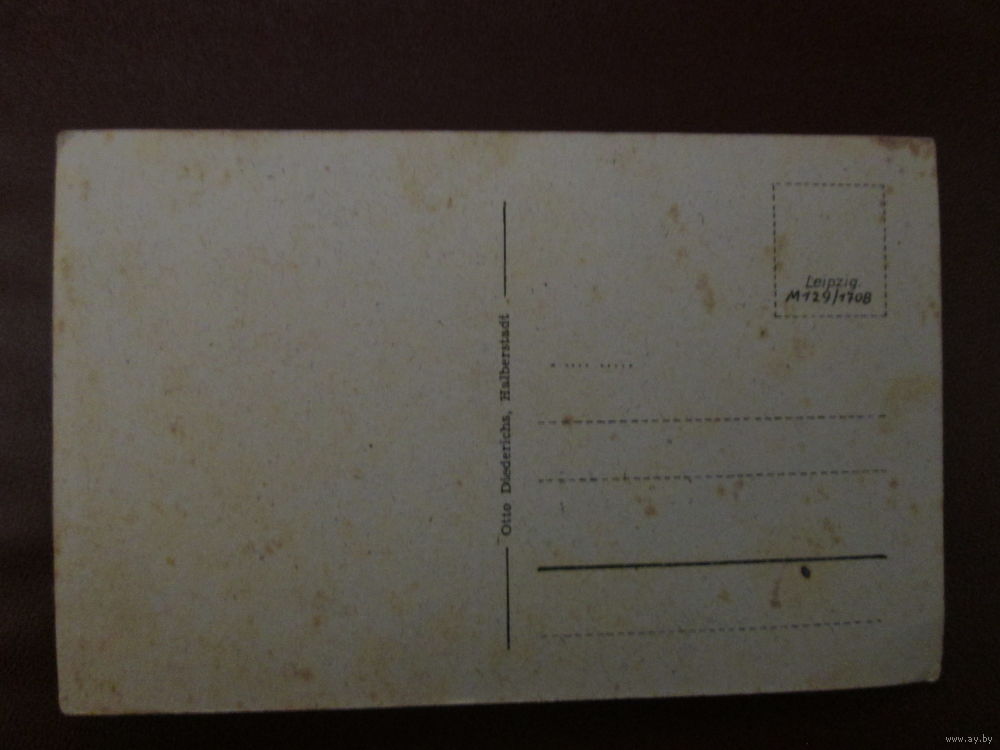 Leipzig.
M129/1708
Otto Diederichs, Halberstadt
www.ay.by